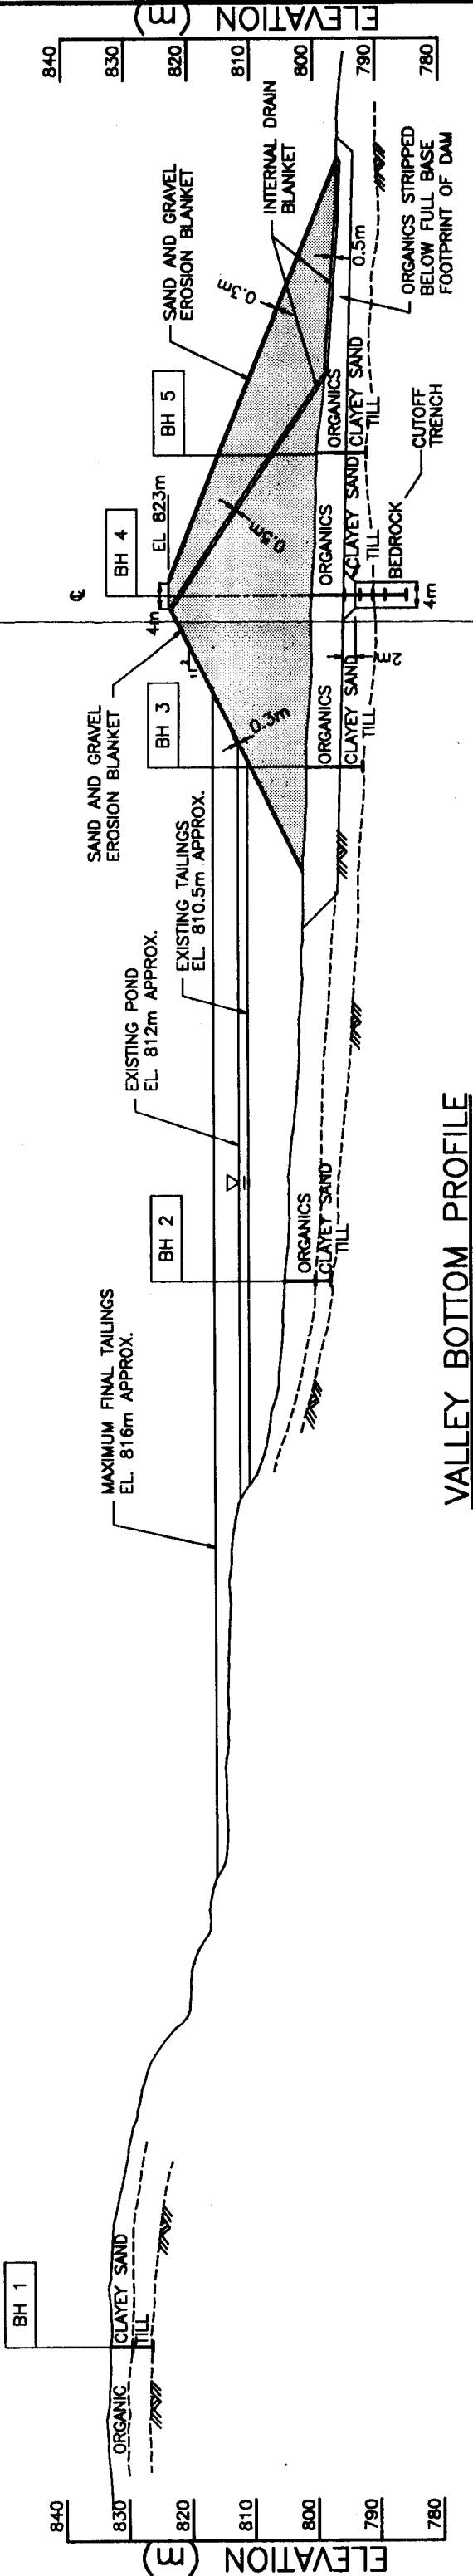 BH 1
ORGANIC
CLAYEY SAND
TILL
840
830
820
810
800
790
780
ELEVATION (m)
MAXIMUM FINAL TAILINGS
EL. 816m APPROX.
BH 2
ORGANICS
CLAYEY SAND
TILL
EXISTING POND
EL. 812m APPROX.
EXISTING TAILINGS
EL. 810.5m APPROX.
SAND AND GRAVEL
EROSION BLANKET
BH 3
0.3m
1
2
ORGANICS
CLAYEY SAND
TILL
2m
4m
BH 4
℄
EL 823m
0.5m
ORGANICS
CLAYEY SAND
TILL
BEDROCK
4m
CUTOFF
TRENCH
BH 5
SAND AND GRAVEL
EROSION BLANKET
0.3m
INTERNAL DRAIN
BLANKET
ORGANICS
CLAYEY SAND
TILL
0.5m
ORGANICS STRIPPED
BELOW FULL BASE
FOOTPRINT OF DAM
840
830
820
810
800
790
780
ELEVATION (m)
VALLEY BOTTOM PROFILE